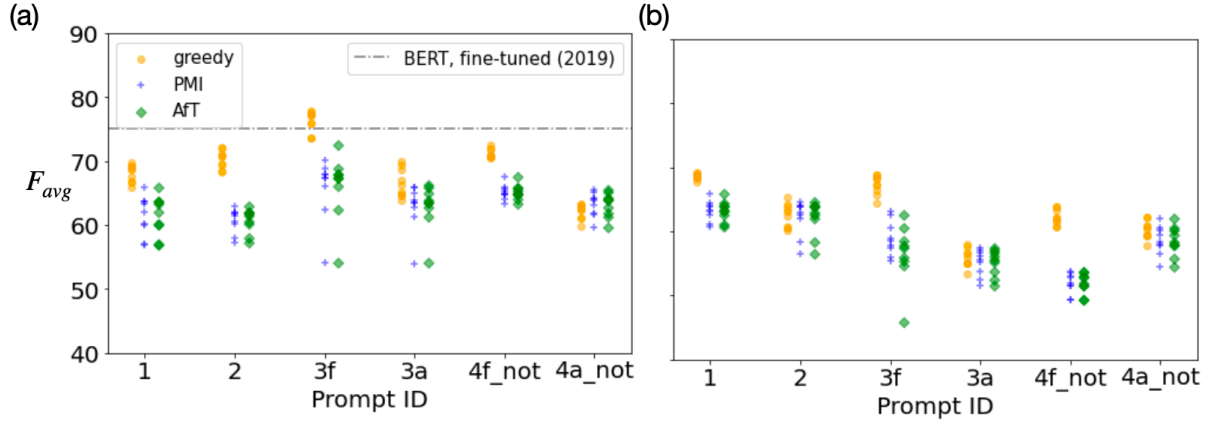 (a)
(b)
90
80
70
60
50
40
F_avg
greedy
PMI
AfT
BERT, fine-tuned (2019)
1 2 3f 3a 4f_not 4a_not
Prompt ID
1 2 3f 3a 4f_not 4a_not
Prompt ID